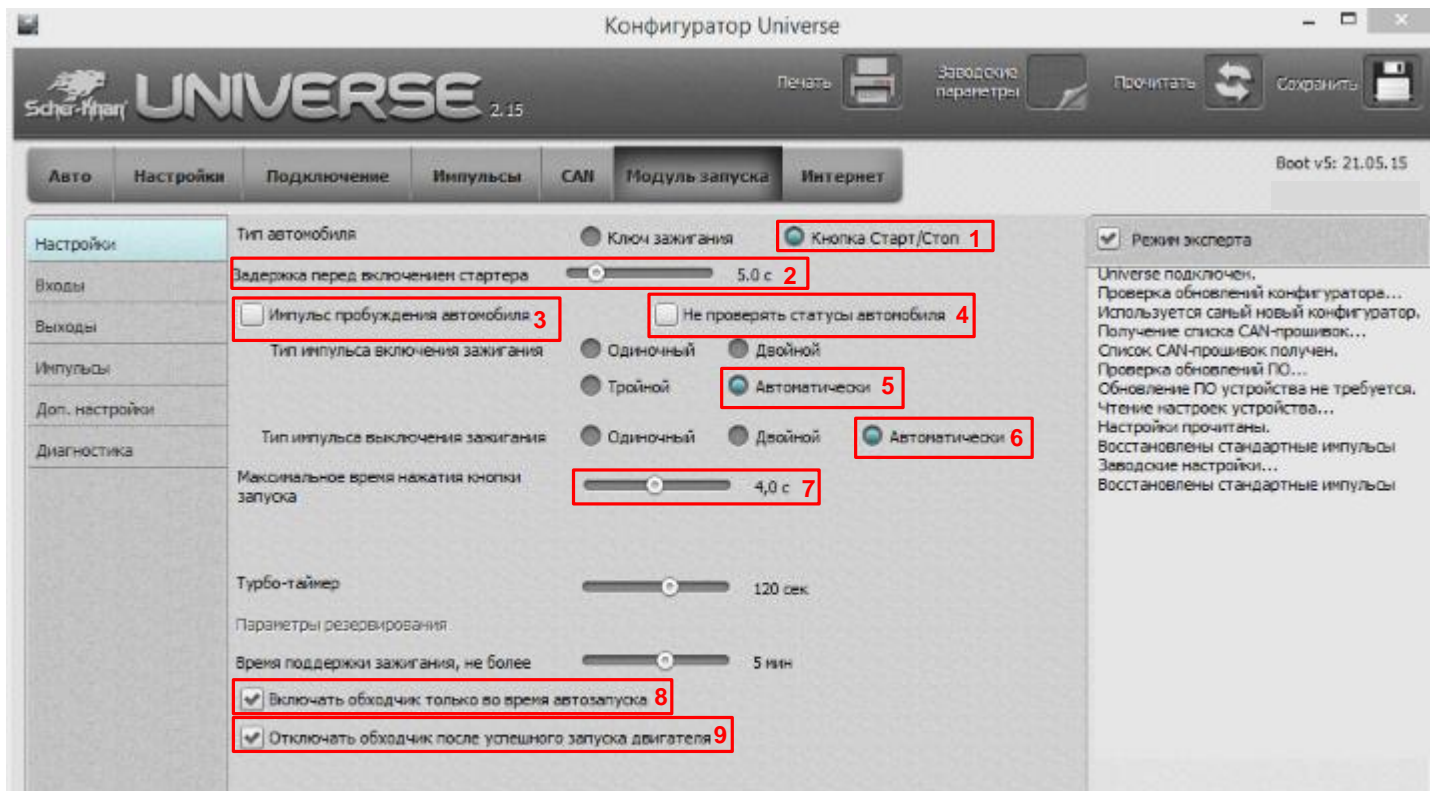 Конфигуратор Universe
Scher-Khan UNIVERSE 2.15
Печать
Заводские
параметры
Прочитать
Сохранить
Авто Настройки Подключение Импульсы CAN Модуль запуска Интернет
Boot v5: 21.05.15
Настройки
Входы
Выходы
Импульсы
Доп. настройки
Диагностика
Тип автомобиля Ключ зажигания Кнопка Старт/Стоп 1
Задержка перед включением стартера 5.0 с 2
Импульс пробуждения автомобиля 3 Не проверять статусы автомобиля 4
Тип импульса включения зажигания Одиночный Двойной
Тройной Автоматически 5
Тип импульса выключения зажигания Одиночный Двойной Автоматически 6
Максимальное время нажатия кнопки
запуска
4,0 с 7
Турбо-таймер 120 сек
Параметры резервирования
Время поддержки зажигания, не более 5 мин
Включать обходчик только во время автозапуска 8
Отключать обходчик после успешного запуска двигателя 9
Режим эксперта
Universe подключен.
Проверка обновлений конфигуратора...
Используется самый новый конфигуратор.
Получение списка CAN-прошивок...
Список CAN-прошивок получен.
Проверка обновлений ПО...
Обновление ПО устройства не требуется.
Чтение настроек устройства...
Настройки прочитаны.
Восстановлены стандартные импульсы
Заводские настройки...
Восстановлены стандартные импульсы